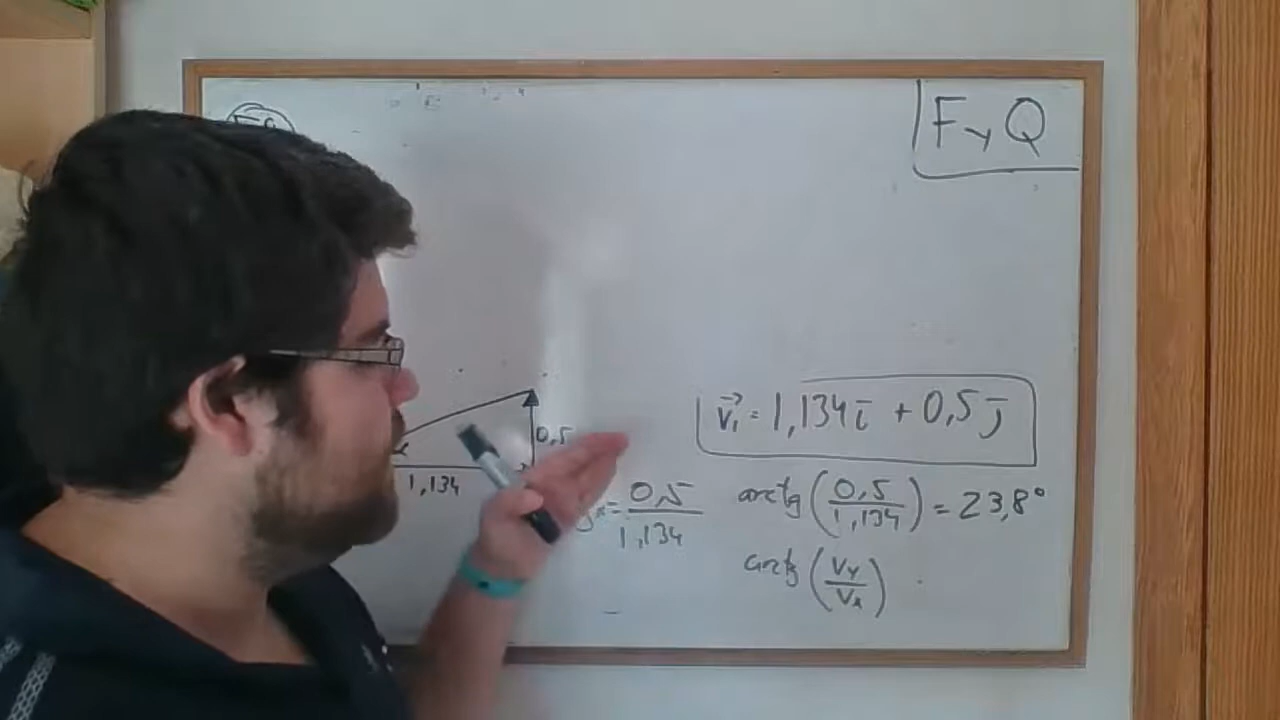 F y Q
v⃗₁ = 1,134 i̅ + 0,5 j̅
0,5
α
1,134
= 0,5/1,134
arctg (0,5/1,134) = 23,8°
arctg (Vy/Vx)